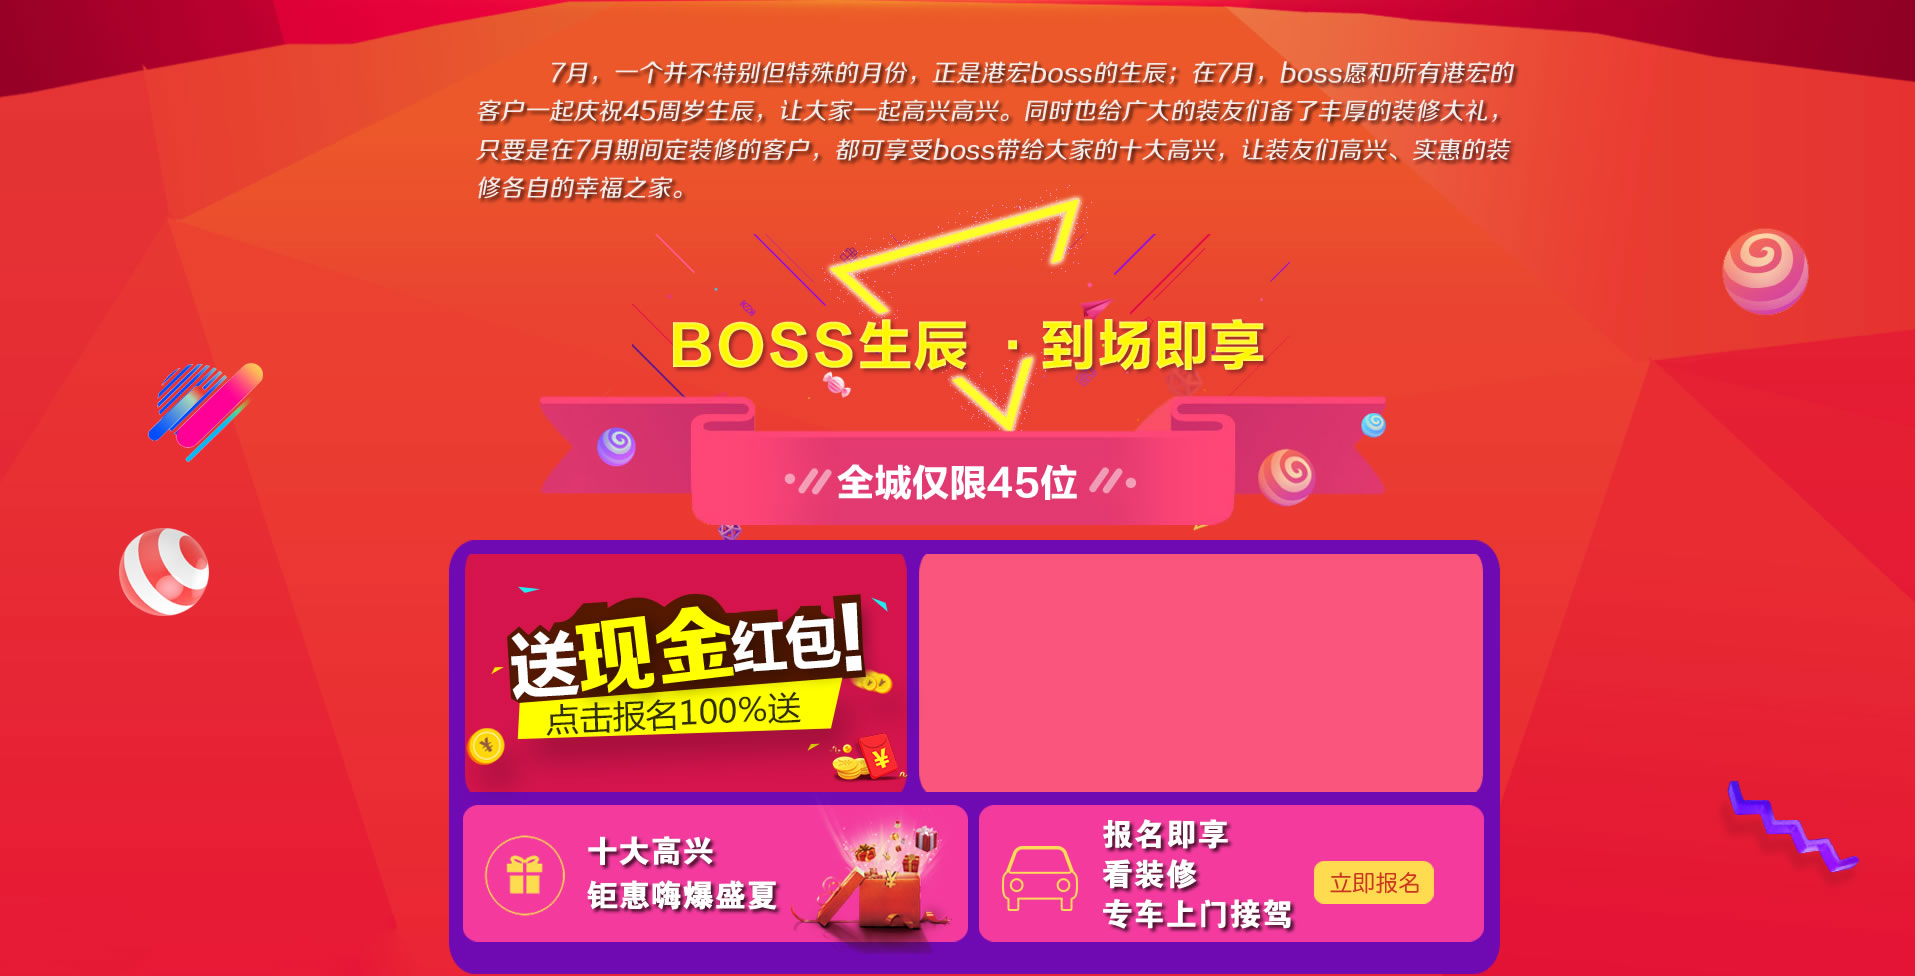 7月，一个并不特别但特殊的月份，正是港宏boss的生辰；在7月，boss愿和所有港宏的
客户一起庆祝45周岁生辰，让大家一起高兴高兴。同时也给广大的装友们备了丰厚的装修大礼，
只要是在7月期间定装修的客户，都可享受boss带给大家的十大高兴，让装友们高兴、实惠的装
修各自的幸福之家。
BOSS生辰 · 到场即享
全城仅限45位
送现金红包!
点击报名100%送
十大高兴
钜惠嗨爆盛夏
报名即享
看装修
专车上门接驾
立即报名